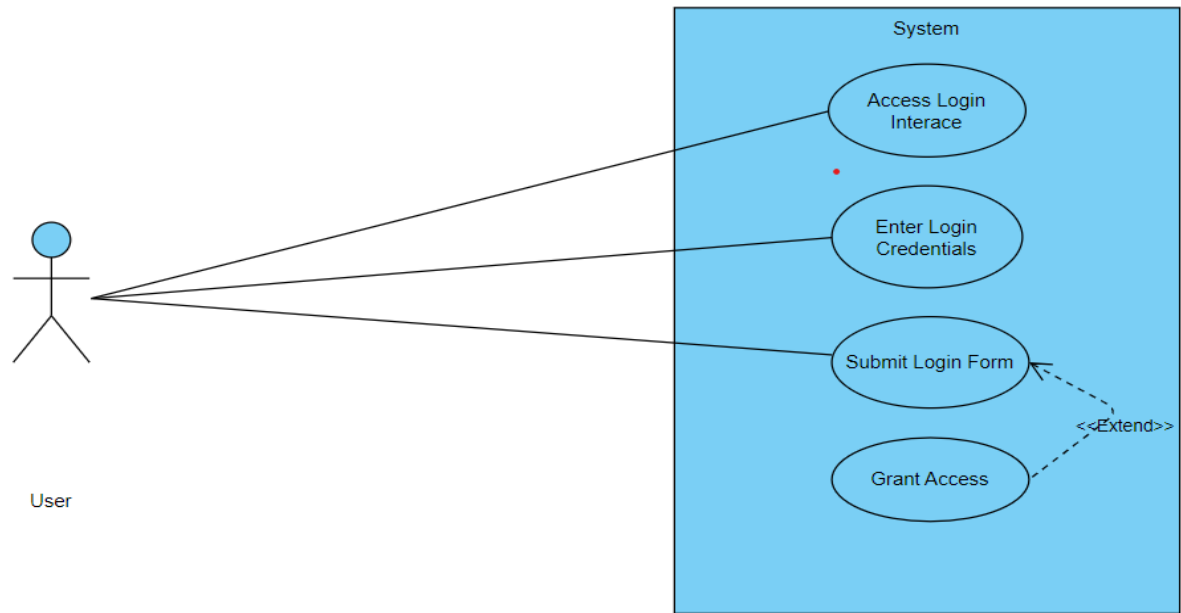 System
Access Login
Interace
Enter Login
Credentials
Submit Login Form
<<Extend>>
Grant Access
User